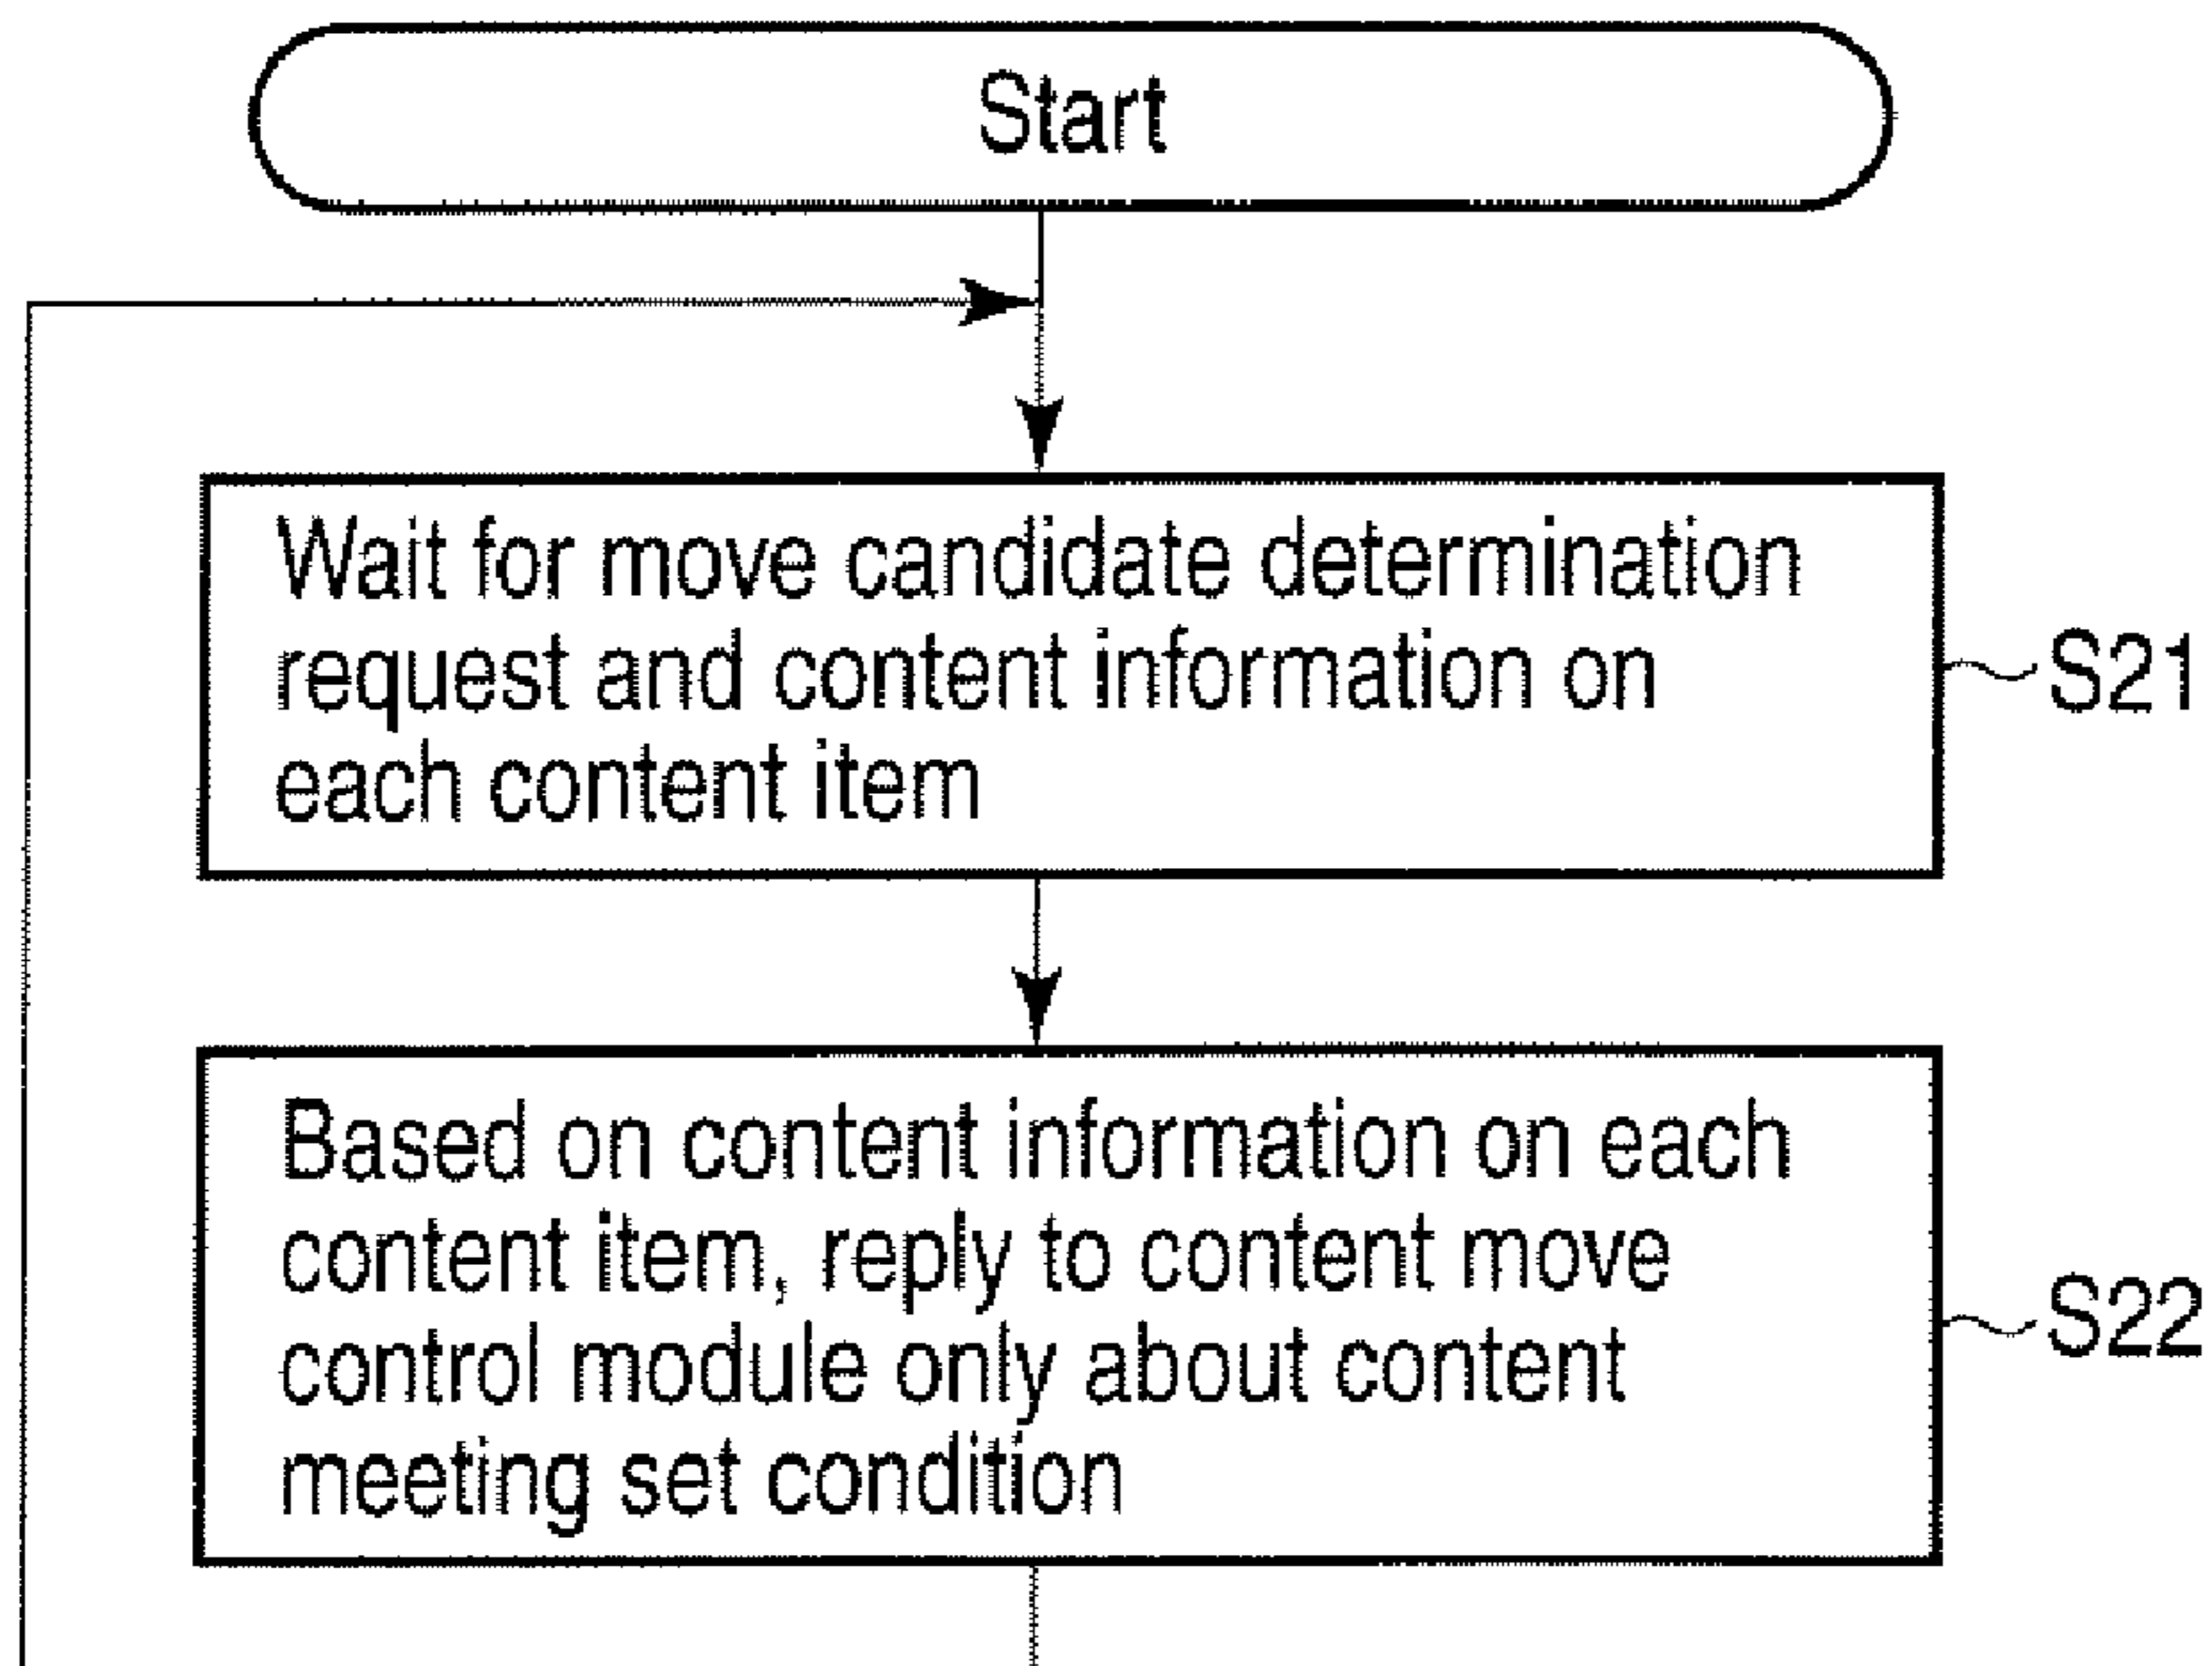 Start
Wait for move candidate determination
request and content information on
each content item
S21
Based on content information on each
content item, reply to content move
control module only about content
meeting set condition
S22